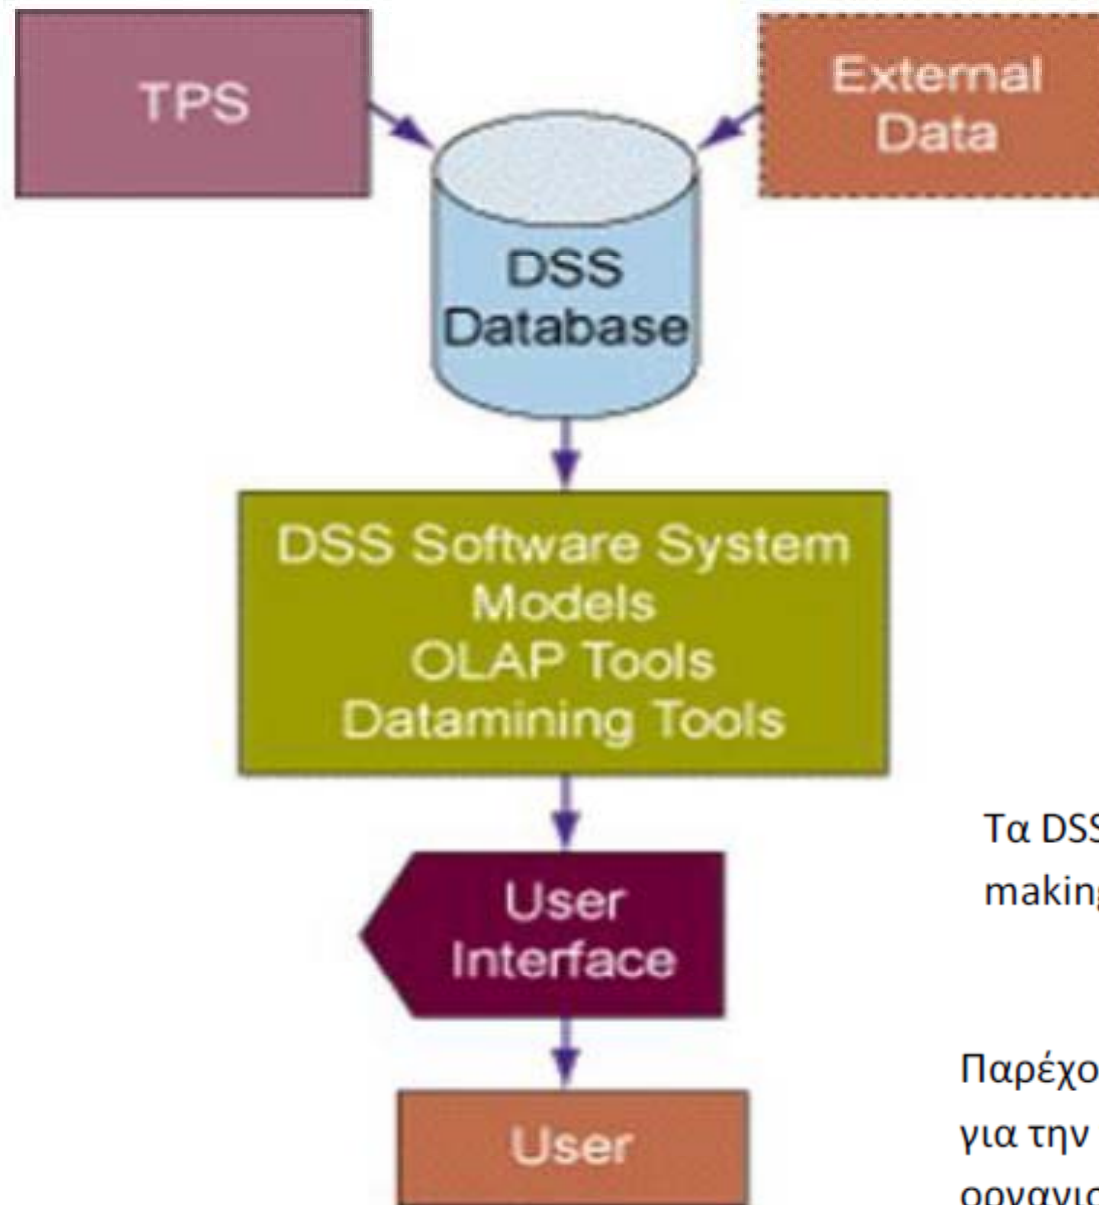 TPS
External
Data
DSS
Database
DSS Software System
Models
OLAP Tools
Datamining Tools
User
Interface
User
Τα DSS
making
Παρέχο
για την